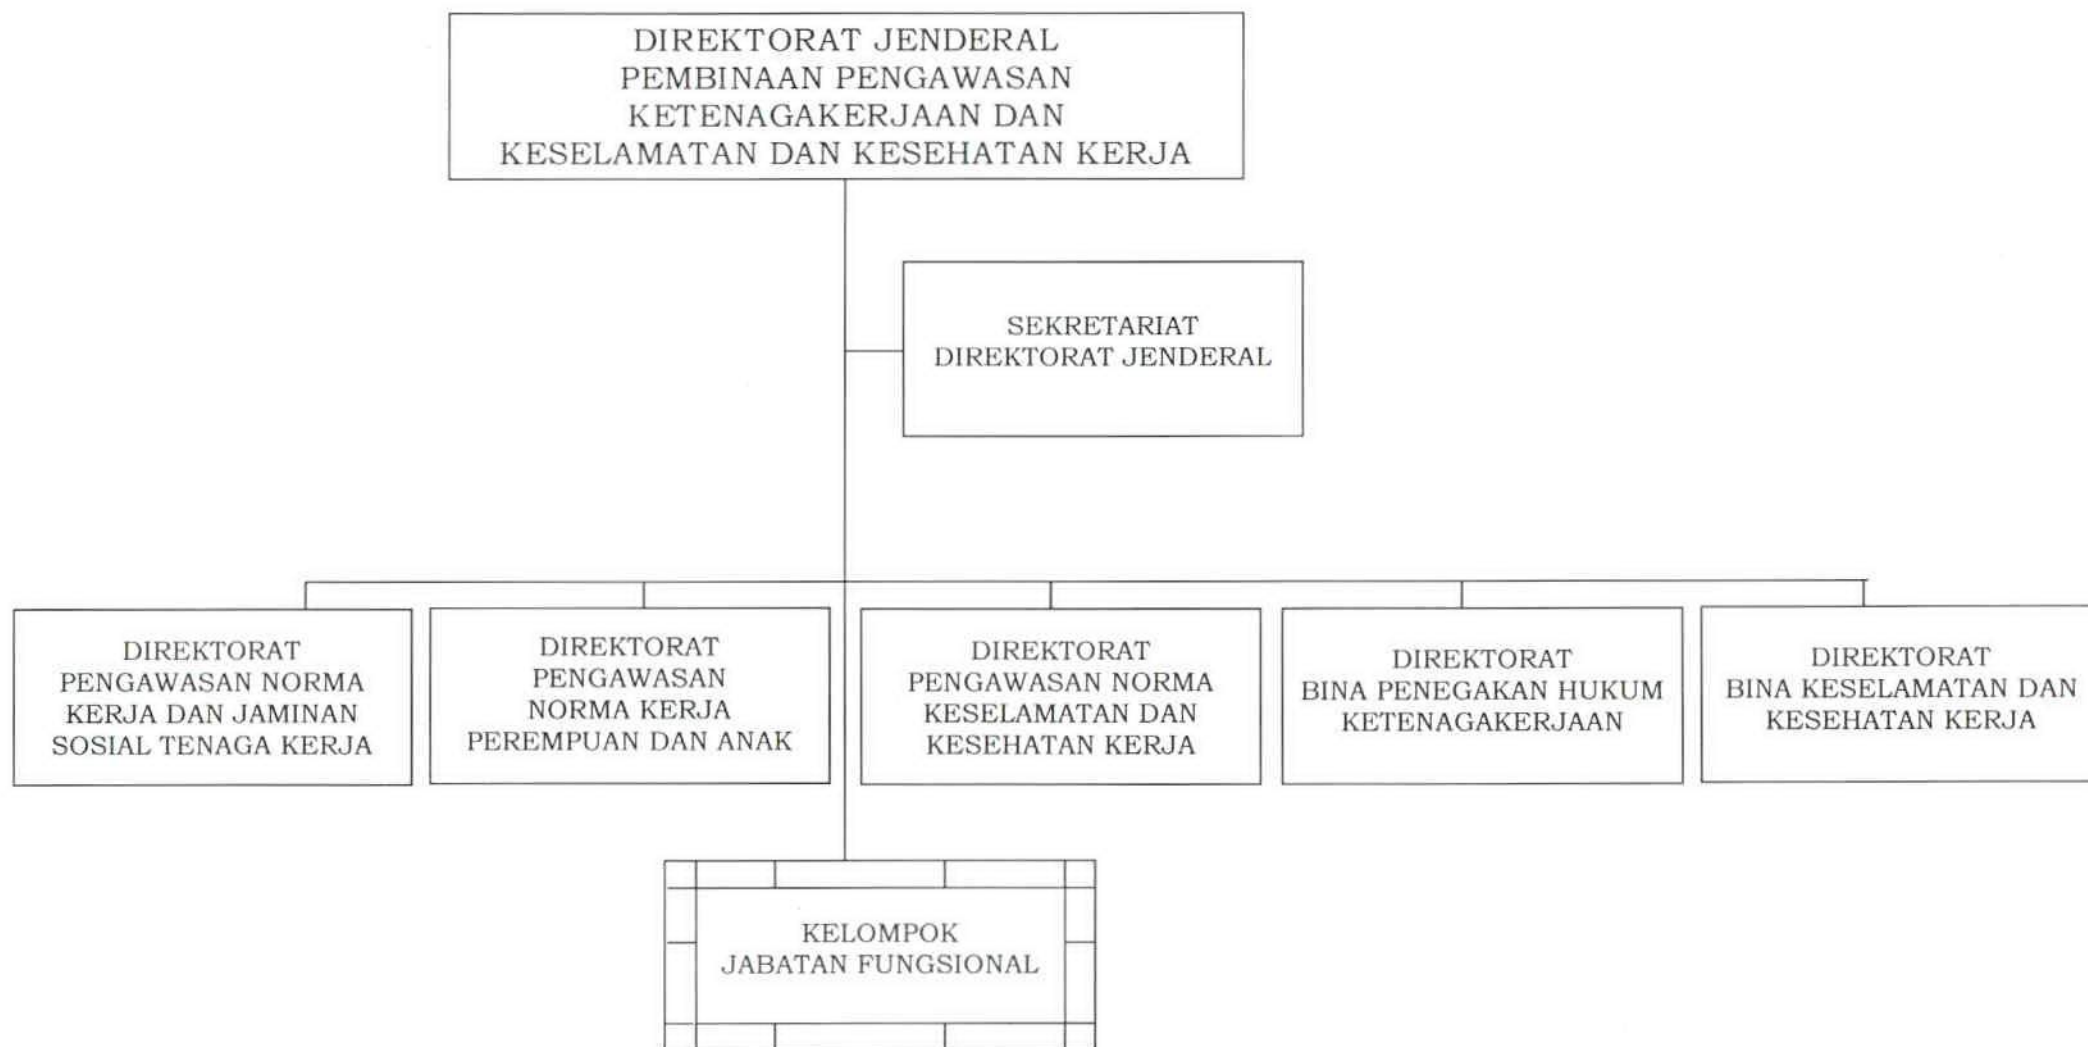 DIREKTORAT JENDERAL
PEMBINAAN PENGAWASAN
KETENAGAKERJAAN DAN
KESELAMATAN DAN KESEHATAN KERJA
SEKRETARIAT
DIREKTORAT JENDERAL
DIREKTORAT
PENGAWASAN NORMA
KERJA DAN JAMINAN
SOSIAL TENAGA KERJA
DIREKTORAT
PENGAWASAN
NORMA KERJA
PEREMPUAN DAN ANAK
DIREKTORAT
PENGAWASAN NORMA
KESELAMATAN DAN
KESEHATAN KERJA
DIREKTORAT
BINA PENEGAKAN HUKUM
KETENAGAKERJAAN
DIREKTORAT
BINA KESELAMATAN DAN
KESEHATAN KERJA
KELOMPOK
JABATAN FUNGSIONAL